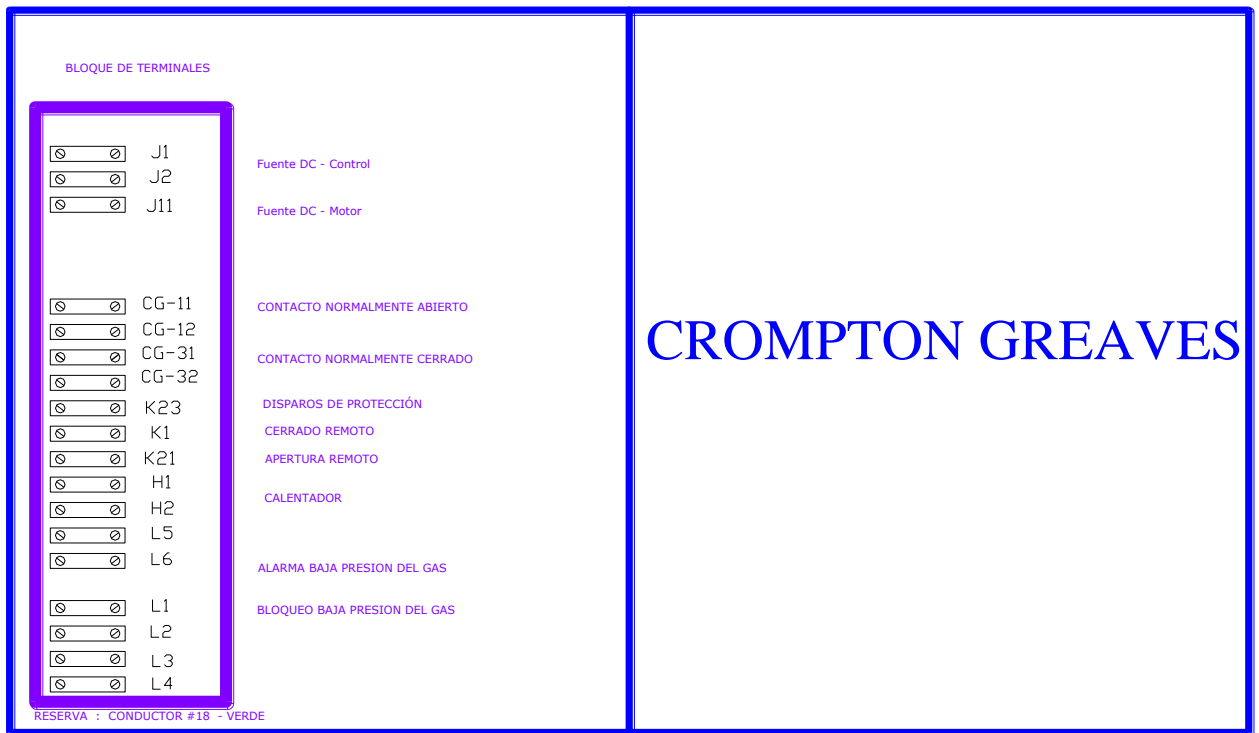 BLOQUE DE TERMINALES
J1
Fuente DC - Control
J2
J11
Fuente DC - Motor
CG-11
CONTACTO NORMALMENTE ABIERTO
CG-12
CG-31
CONTACTO NORMALMENTE CERRADO
CG-32
K23
DISPAROS DE PROTECCIÓN
K1
CERRADO REMOTO
K21
APERTURA REMOTO
H1
CALENTADOR
H2
L5
L6
ALARMA BAJA PRESION DEL GAS
L1
BLOQUEO BAJA PRESION DEL GAS
L2
L3
L4
RESERVA : CONDUCTOR #18 - VERDE
CROMPTON GREAVES